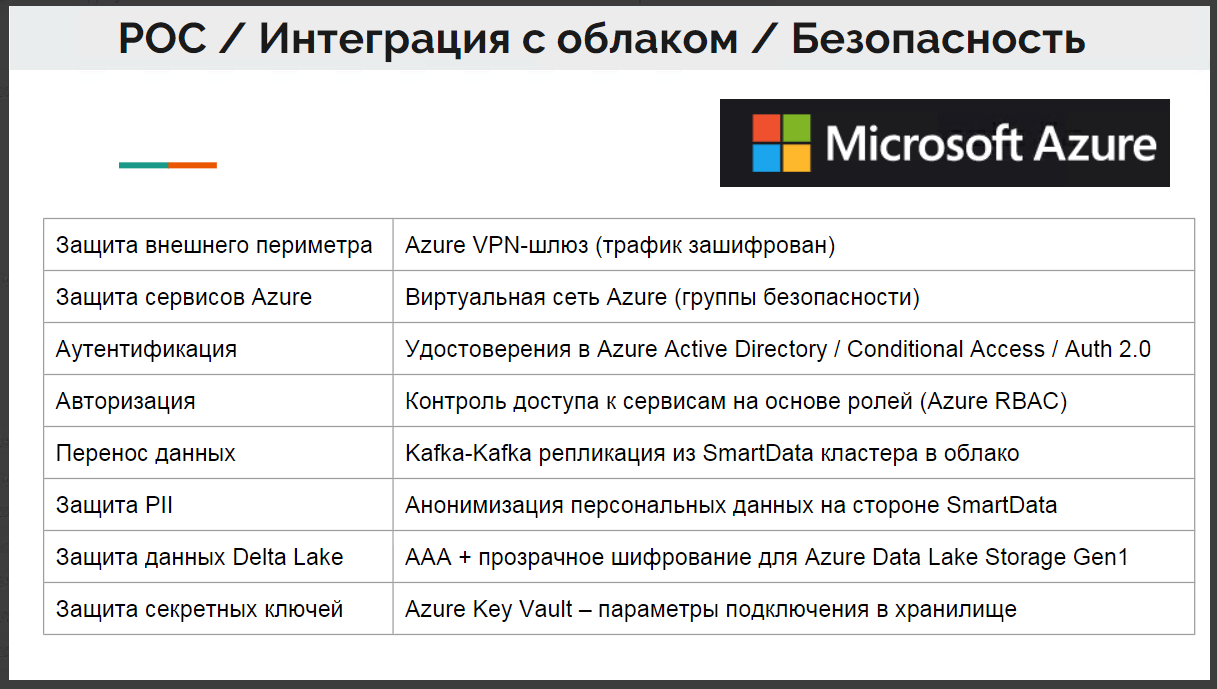 POC / Интеграция с облаком / Безопасность
Microsoft Azure
Защита внешнего периметра
Azure VPN-шлюз (трафик зашифрован)
Защита сервисов Azure
Виртуальная сеть Azure (группы безопасности)
Аутентификация
Удостоверения в Azure Active Directory / Conditional Access / Auth 2.0
Авторизация
Контроль доступа к сервисам на основе ролей (Azure RBAC)
Перенос данных
Kafka-Kafka репликация из SmartData кластера в облако
Защита PII
Анонимизация персональных данных на стороне SmartData
Защита данных Delta Lake
AAA + прозрачное шифрование для Azure Data Lake Storage Gen1
Защита секретных ключей
Azure Key Vault – параметры подключения в хранилище